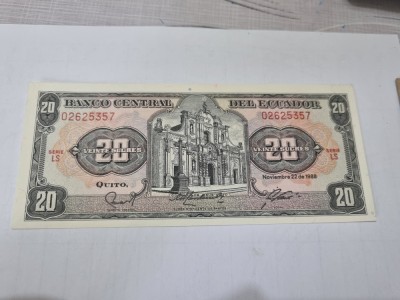 20 BANCO CENTRAL DEL ECUADOR 20
02625357 02625357
SERIE LS 20 20 SERIE LS
VEINTE SUCRES VEINTE SUCRES
QUITO, Noviembre 22 de 1988
20 20